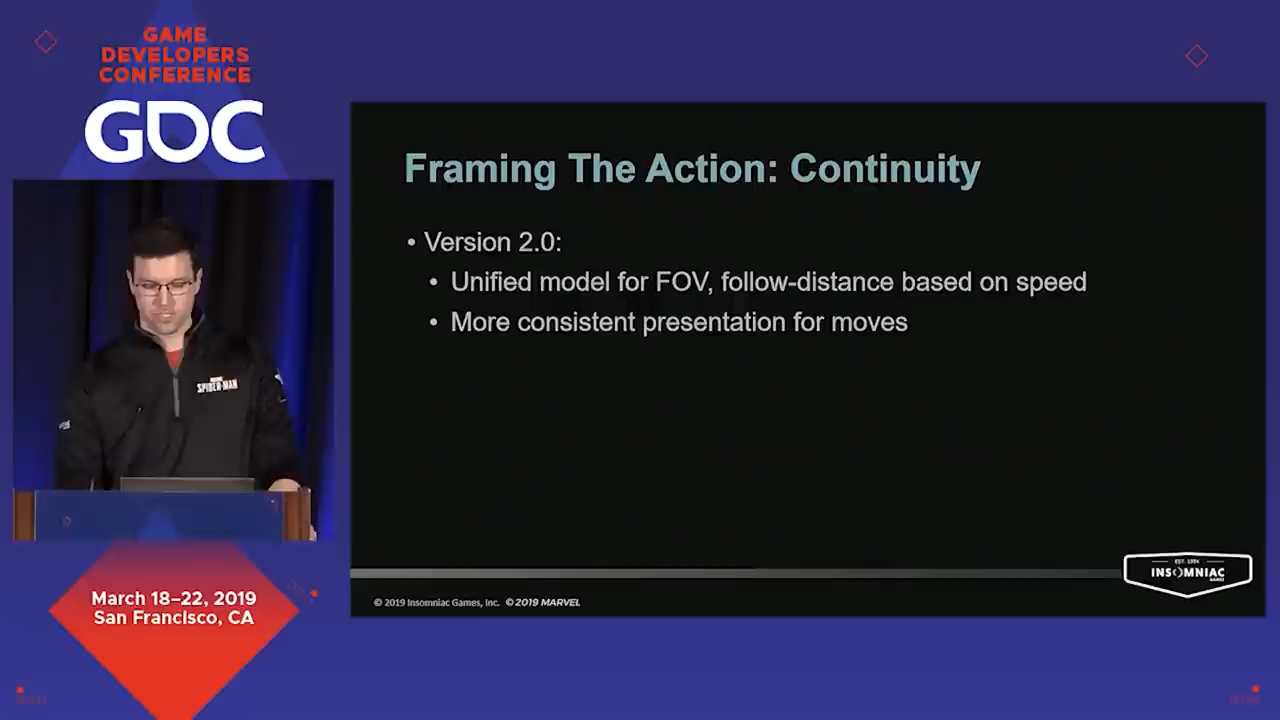 GAME
DEVELOPERS
CONFERENCE
GDC
SPIDER-MAN
March 18–22, 2019
San Francisco, CA
Framing The Action: Continuity
• Version 2.0:
• Unified model for FOV, follow-distance based on speed
• More consistent presentation for moves
EST. 1994
INSOMNIAC
GAMES
© 2019 Insomniac Games, Inc. © 2019 MARVEL